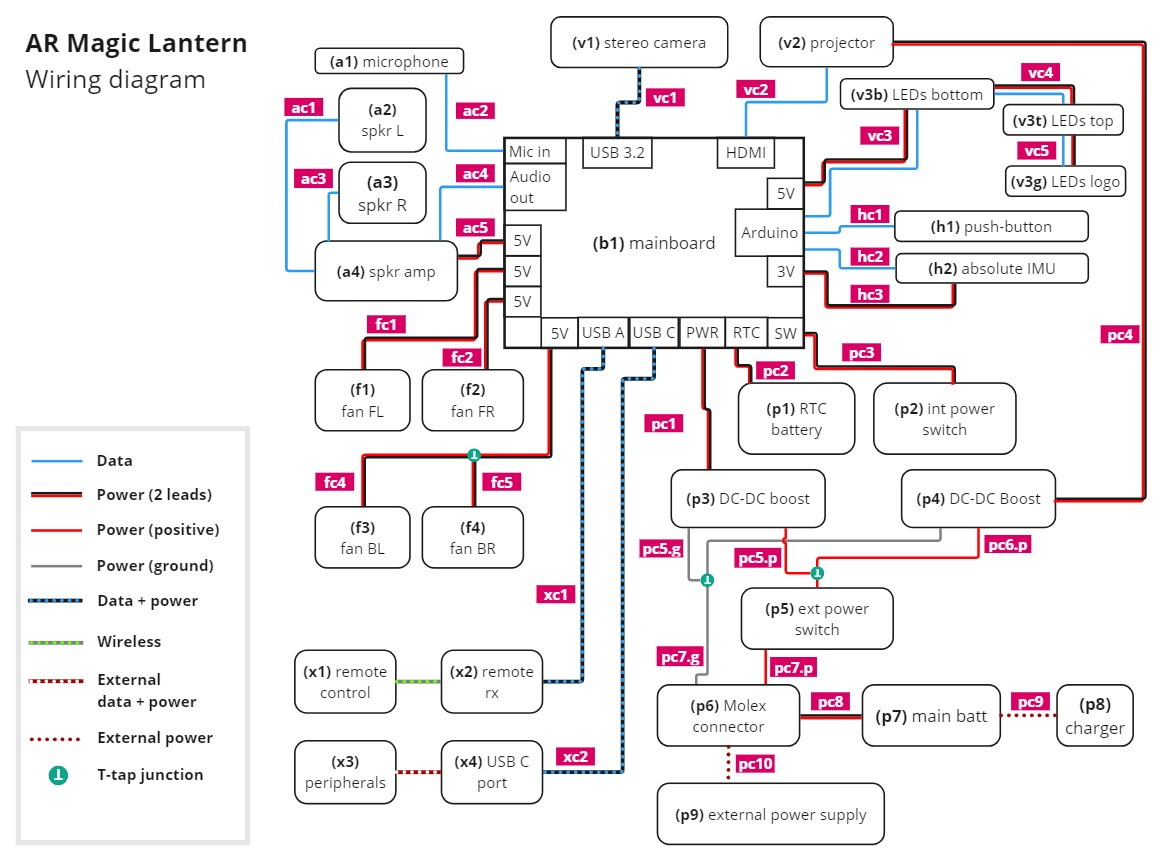 AR Magic Lantern
Wiring diagram
(a1) microphone
(v1) stereo camera
(v2) projector
ac1
(a2)
spkr L
ac2
vc1
vc2
(v3b) LEDs bottom
vc4
(v3t) LEDs top
vc3
vc5
(v3g) LEDs logo
ac3
(a3)
spkr R
ac4
Mic in
Audio
out
USB 3.2
HDMI
5V
ac5
5V
(a4) spkr amp
5V
5V
(b1) mainboard
Arduino
3V
hc1
(h1) push-button
hc2
(h2) absolute IMU
hc3
5V
USB A
USB C
PWR
RTC
SW
fc1
fc2
(f1)
fan FL
(f2)
fan FR
pc4
pc3
pc2
pc1
(p1) RTC
battery
(p2) int power
switch
fc4
fc5
(f3)
fan BL
(f4)
fan BR
(p3) DC-DC boost
(p4) DC-DC Boost
pc5.g
pc5.p
pc6.p
(p5) ext power
switch
xc1
pc7.g
pc7.p
(x1) remote
control
(x2) remote
rx
(p6) Molex
connector
pc8
(p7) main batt
pc9
(p8)
charger
(x3)
peripherals
(x4) USB C
port
xc2
pc10
(p9) external power supply
Data
Power (2 leads)
Power (positive)
Power (ground)
Data + power
Wireless
External
data + power
External power
T-tap junction